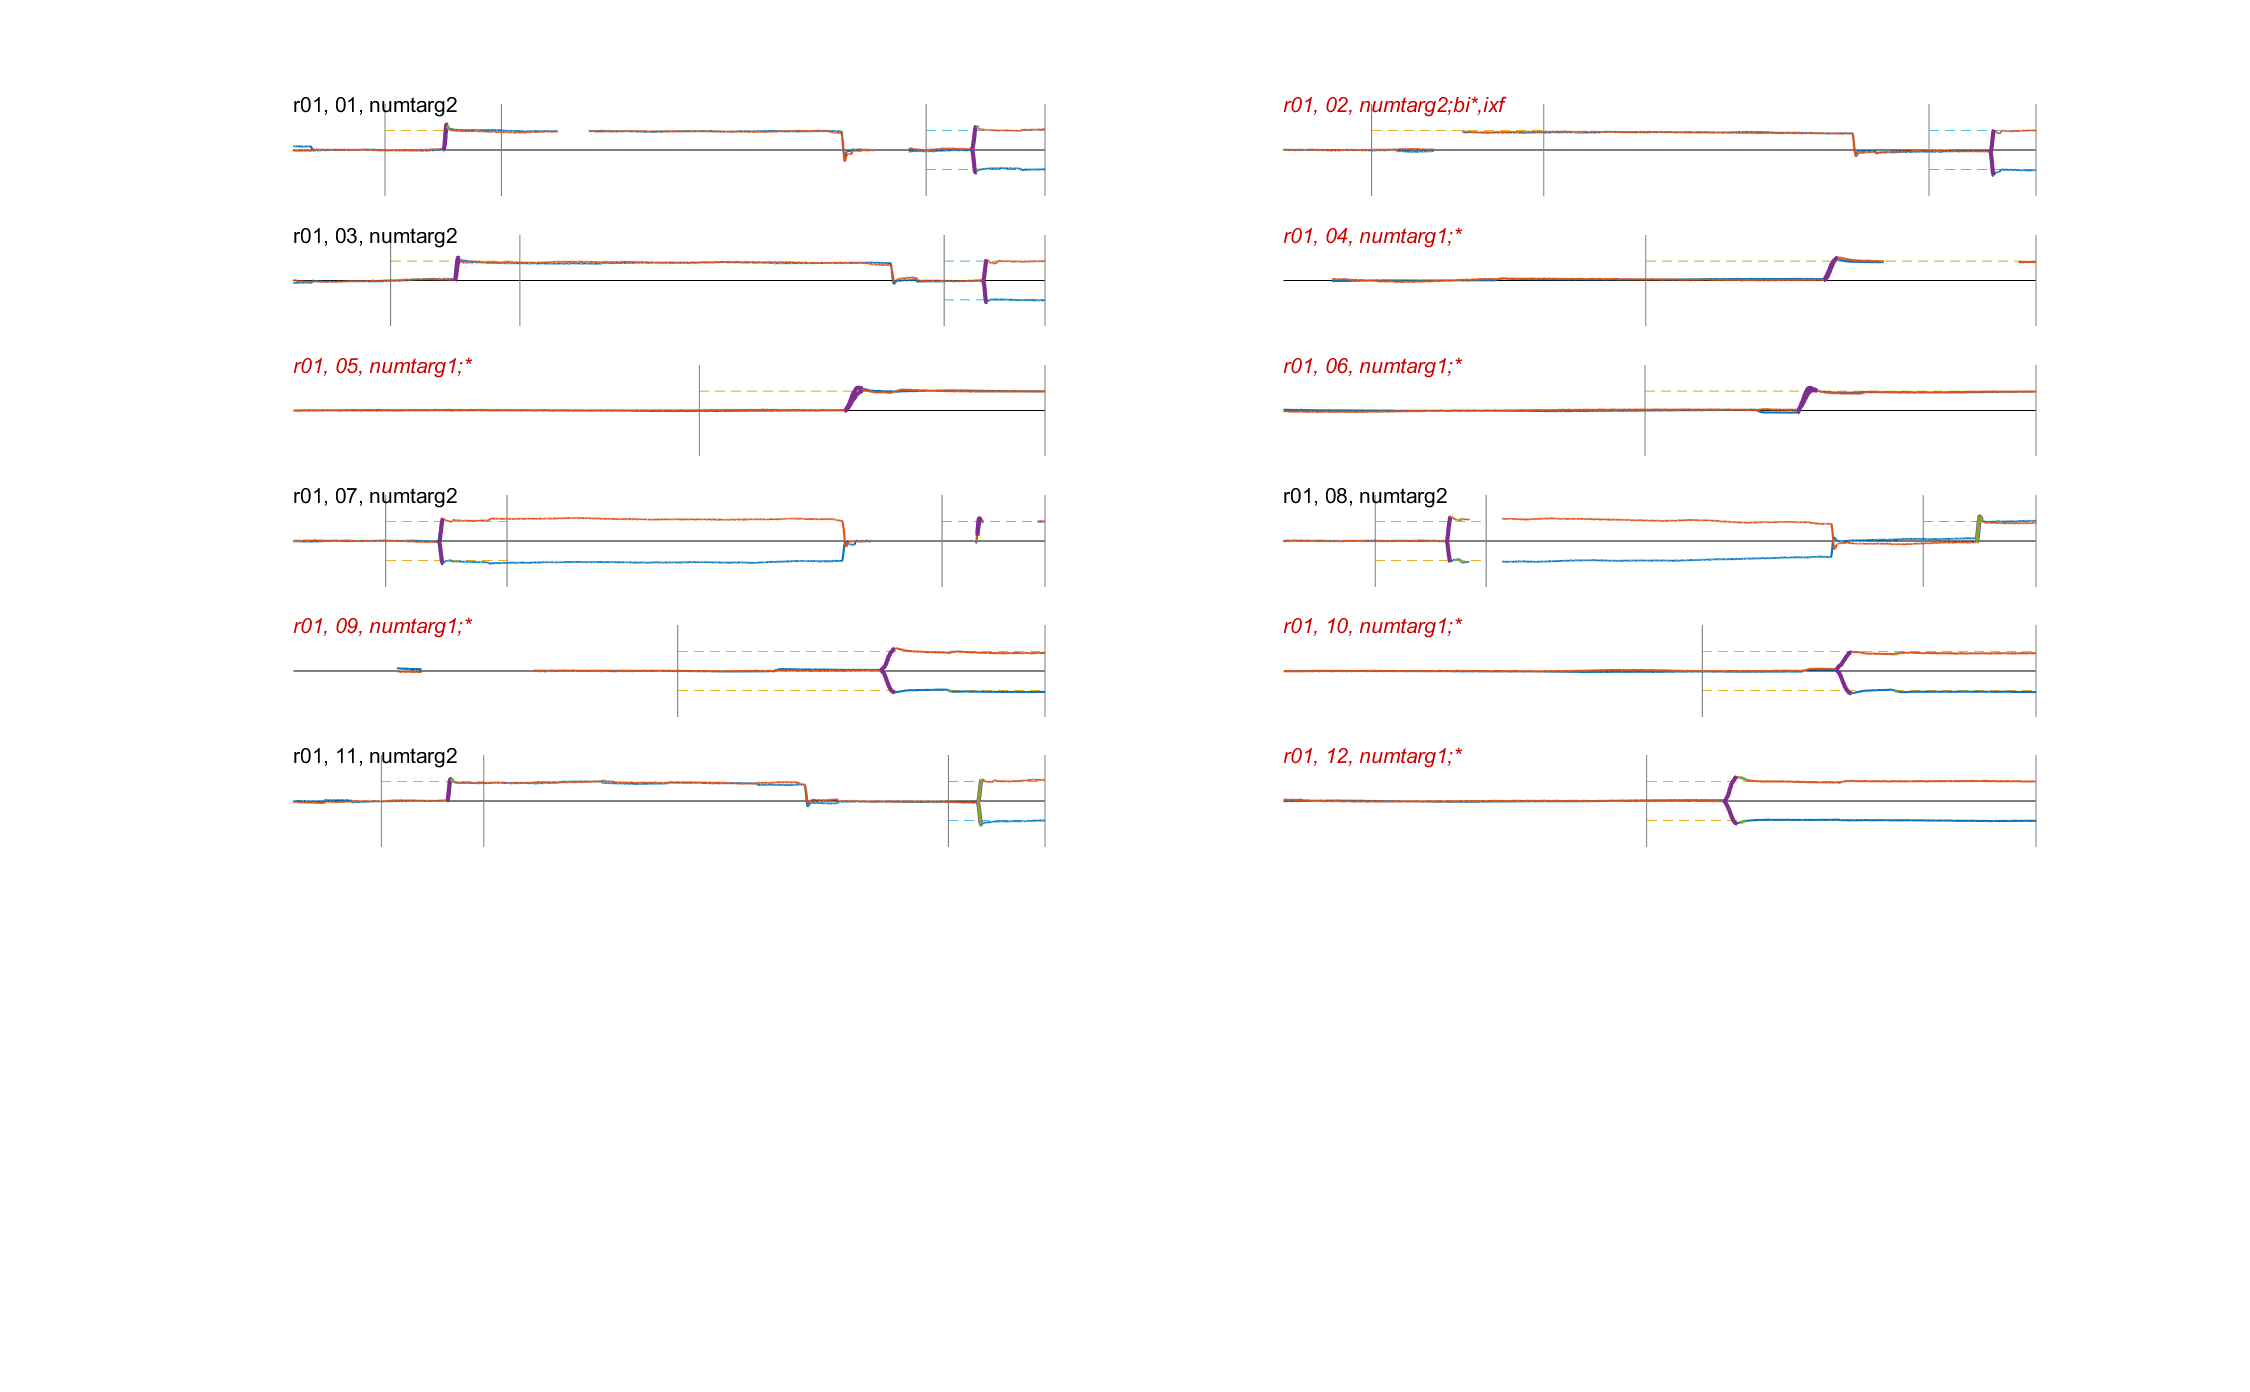 r01, 01, numtarg2
r01, 02, numtarg2;bi*,ixf
r01, 03, numtarg2
r01, 04, numtarg1;*
r01, 05, numtarg1;*
r01, 06, numtarg1;*
r01, 07, numtarg2
r01, 08, numtarg2
r01, 09, numtarg1;*
r01, 10, numtarg1;*
r01, 11, numtarg2
r01, 12, numtarg1;*